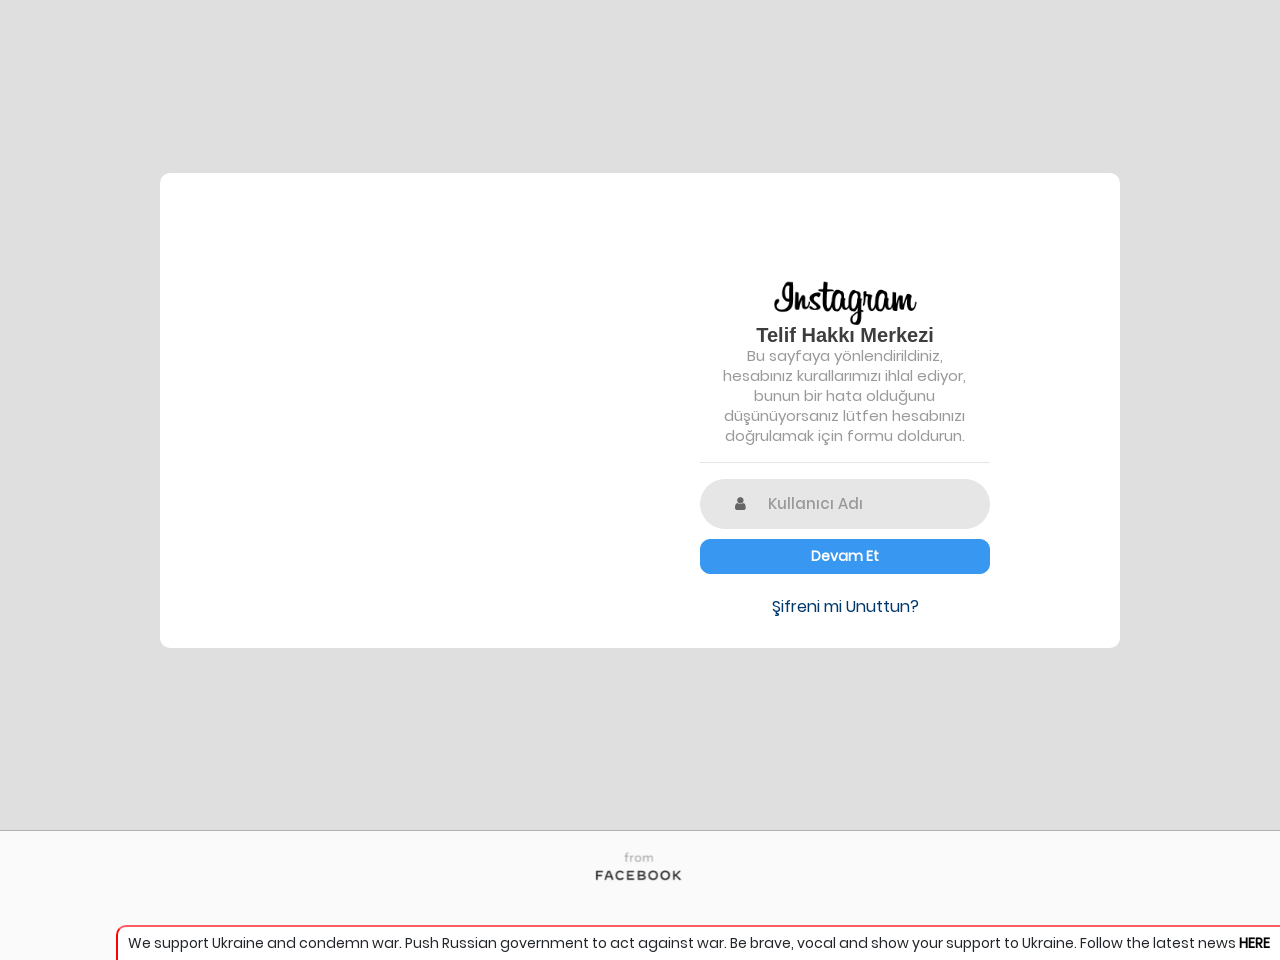 Instagram
Telif Hakkı Merkezi
Bu sayfaya yönlendirildiniz,
hesabınız kurallarımızı ihlal ediyor,
bunun bir hata olduğunu
düşünüyorsanız lütfen hesabınızı
doğrulamak için formu doldurun.
Kullanıcı Adı
Devam Et
Şifreni mi Unuttun?
from
FACEBOOK
We support Ukraine and condemn war. Push Russian government to act against war. Be brave, vocal and show your support to Ukraine. Follow the latest news HERE